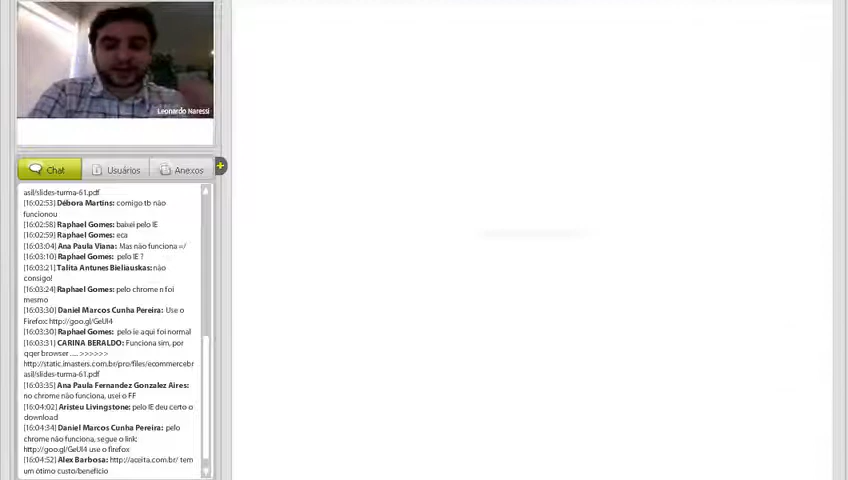 Leonardo Naressi
Chat
Usuários
Anexos
asil/slides-turma-61.pdf
[16:02:53] Débora Martins: comigo tb não
funcionou
[16:02:58] Raphael Gomes: baixei pelo IE
[16:02:59] Raphael Gomes: eca
[16:03:04] Ana Paula Viana: Mas não funciona =/
[16:03:10] Raphael Gomes: pelo IE ?
[16:03:21] Talita Antunes Bieliauskas: não
consigo!
[16:03:24] Raphael Gomes: pelo chrome n foi
mesmo
[16:03:30] Daniel Marcos Cunha Pereira: Use o
Firefox: http://goo.gl/GeUI4
[16:03:30] Raphael Gomes: pelo ie aqui foi normal
[16:03:31] CARINA BERALDO: Funciona sim, por
qqer browser .... >>>>>>
http://static.imasters.com.br/pro/files/ecommercebr
asil/slides-turma-61.pdf
[16:03:35] Ana Paula Fernandez Gonzalez Aires:
no chrome não funciona, usei o FF
[16:04:02] Aristeu Livingstone: pelo IE deu certo o
download
[16:04:34] Daniel Marcos Cunha Pereira: pelo
chrome não funciona, segue o link:
http://goo.gl/GeUI4 use o firefox
[16:04:52] Alex Barbosa: http://aceita.com.br/ tem
um ótimo custo/benefício